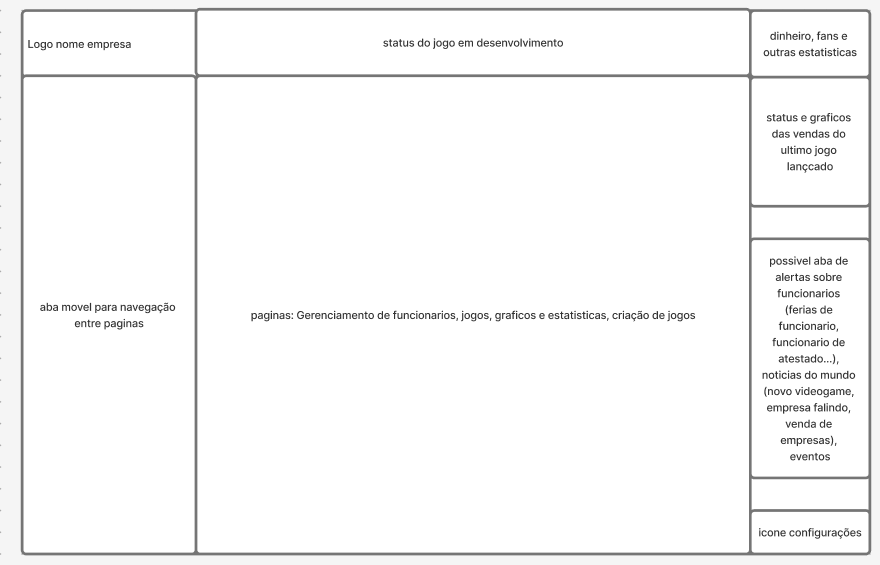 Logo nome empresa
status do jogo em desenvolvimento
dinheiro, fans e
outras estatisticas
status e graficos
das vendas do
ultimo jogo
lançcado
aba movel para navegação
entre paginas
paginas: Gerenciamento de funcionarios, jogos, graficos e estatisticas, criação de jogos
possivel aba de
alertas sobre
funcionarios
(ferias de
funcionario,
funcionario de
atestado...),
noticias do mundo
(novo videogame,
empresa falindo,
venda de
empresas),
eventos
icone configurações